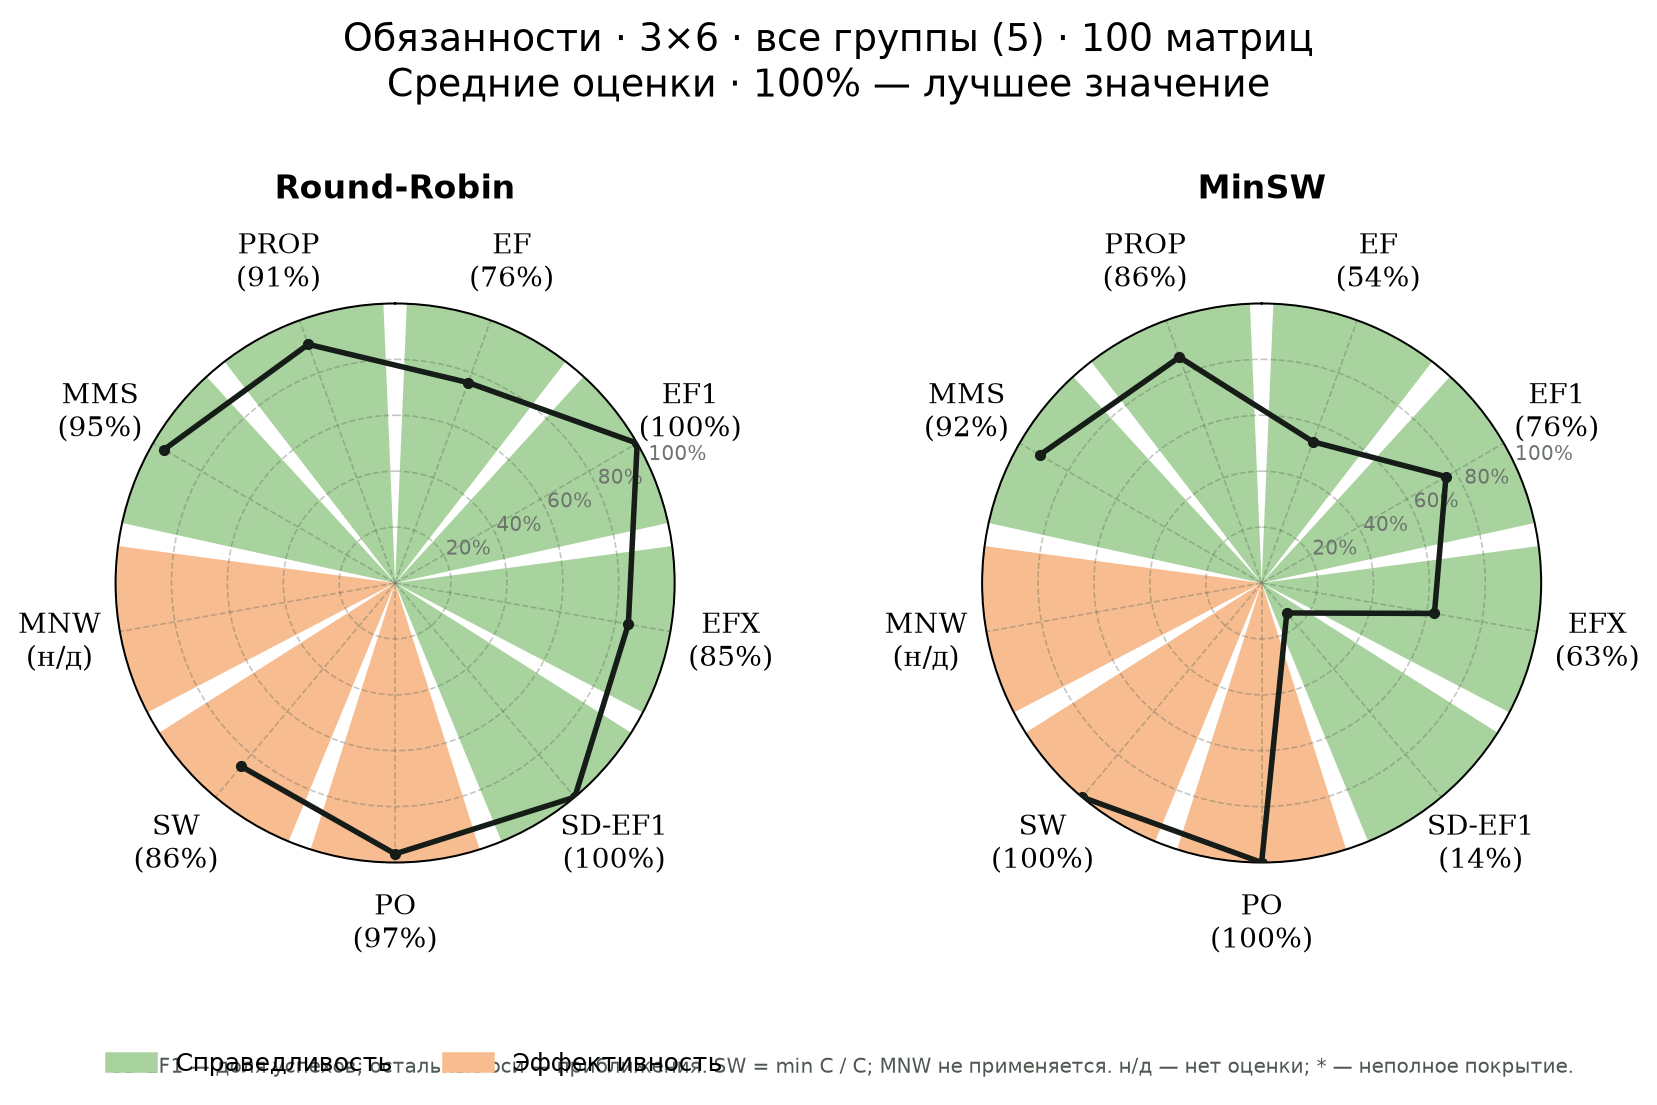 Обязанности · 3×6 · все группы (5) · 100 матриц
Средние оценки · 100% — лучшее значение
Round-Robin
PROP
(91%)
EF
(76%)
MMS
(95%)
EF1
(100%)
100%
80%
60%
40%
20%
MNW
(н/д)
EFX
(85%)
SW
(86%)
SD-EF1
(100%)
PO
(97%)
MinSW
PROP
(86%)
EF
(54%)
MMS
(92%)
EF1
(76%)
100%
80%
60%
40%
20%
MNW
(н/д)
EFX
(63%)
SW
(100%)
SD-EF1
(14%)
PO
(100%)
Справедливость
Эффективность
SW = min C / C; MNW не применяется. н/д — нет оценки; * — неполное покрытие.